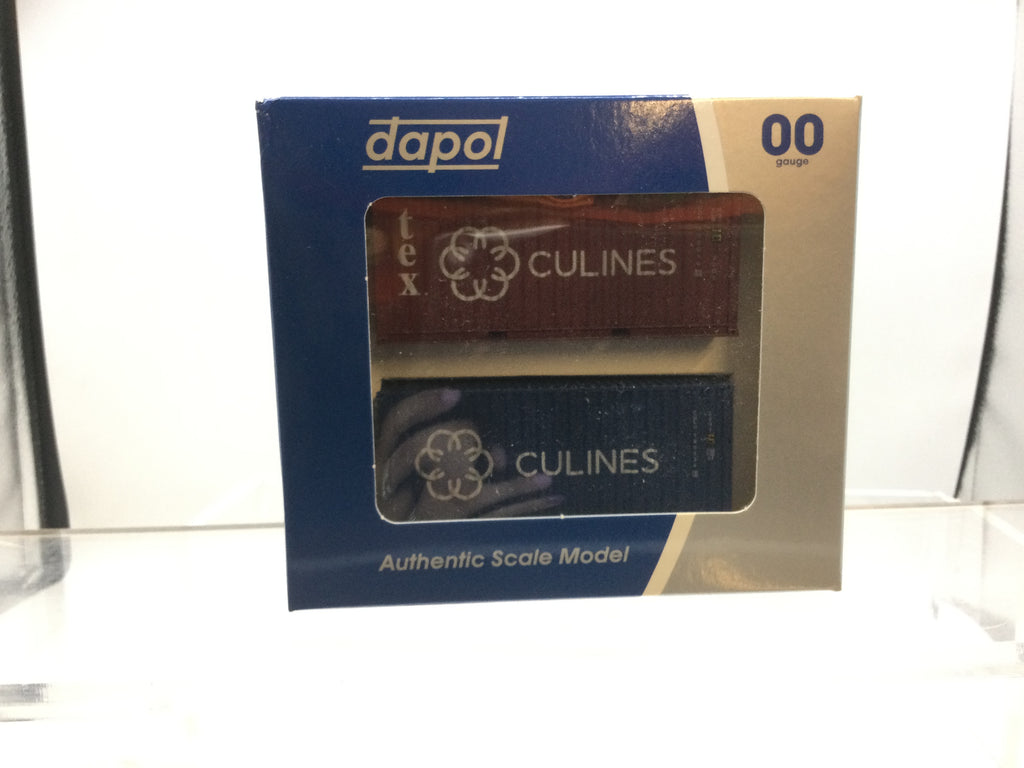 dapol
00
gauge
tex
CULINES
CULINES
Authentic Scale Model